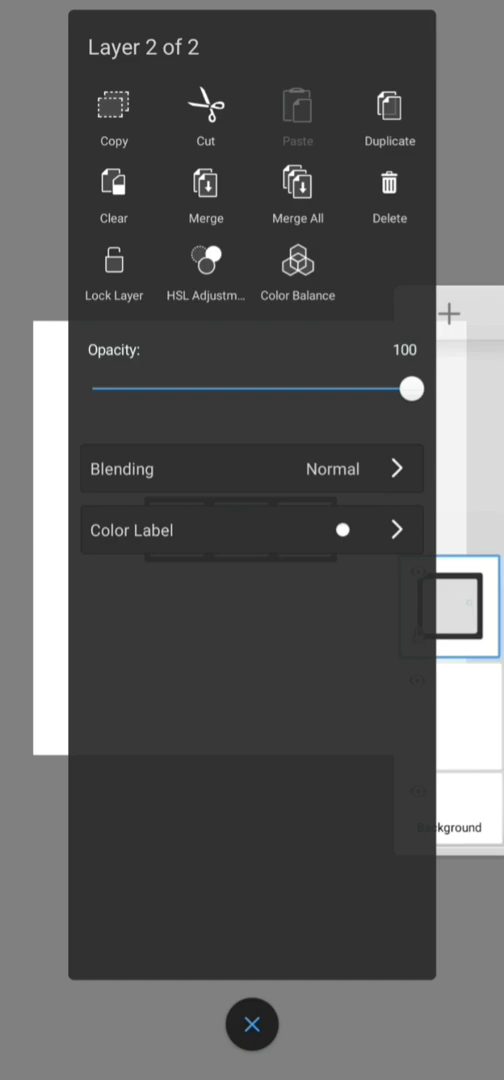 Layer 2 of 2
Copy Cut Paste Duplicate
Clear Merge Merge All Delete
Lock Layer HSL Adjustm... Color Balance
Opacity: 100
Blending Normal
Color Label
Background